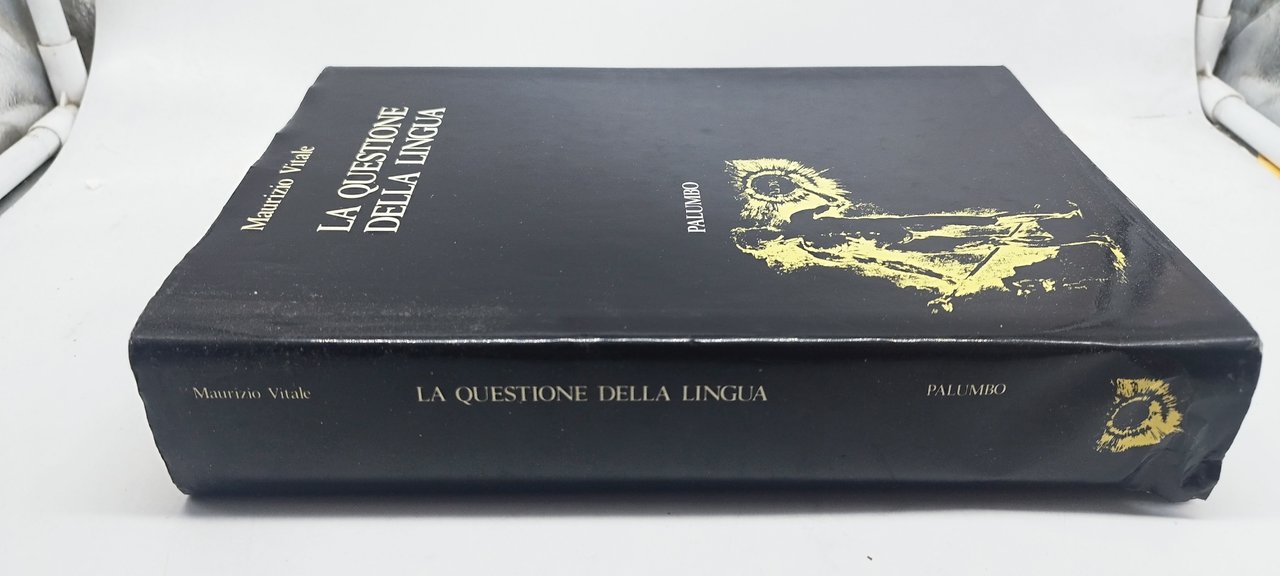 Maurizio Vitale
LA QUESTIONE
DELLA LINGUA
PALUMBO
Maurizio Vitale
LA QUESTIONE DELLA LINGUA
PALUMBO